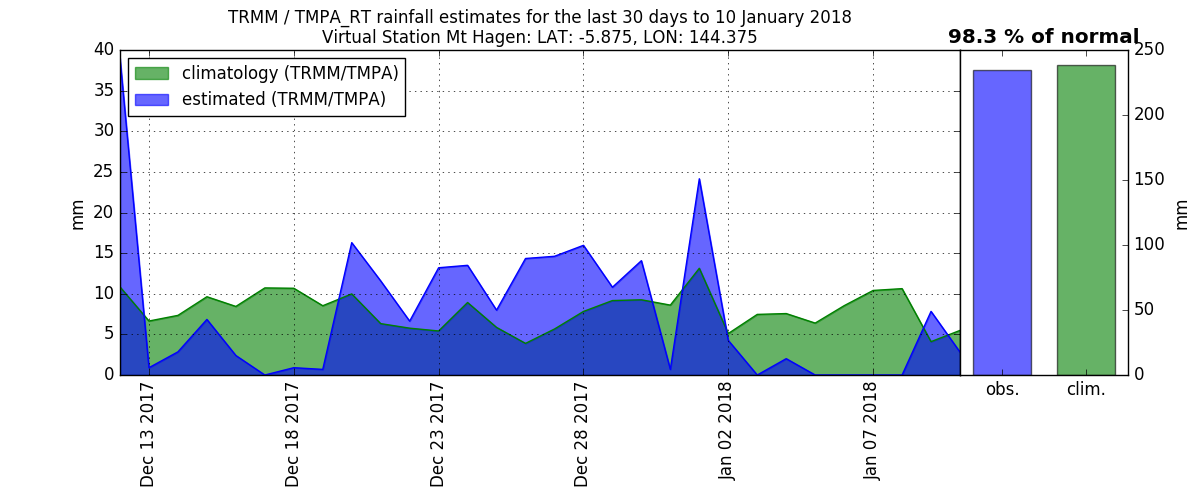 TRMM / TMPA_RT rainfall estimates for the last 30 days to 10 January 2018
Virtual Station Mt Hagen: LAT: -5.875, LON: 144.375
98.3 % of normal
climatology (TRMM/TMPA)
estimated (TRMM/TMPA)
40
35
30
25
20
15
10
5
0
mm
Dec 13 2017
Dec 18 2017
Dec 23 2017
Dec 28 2017
Jan 02 2018
Jan 07 2018
obs.
clim.
250
200
150
100
50
0
mm